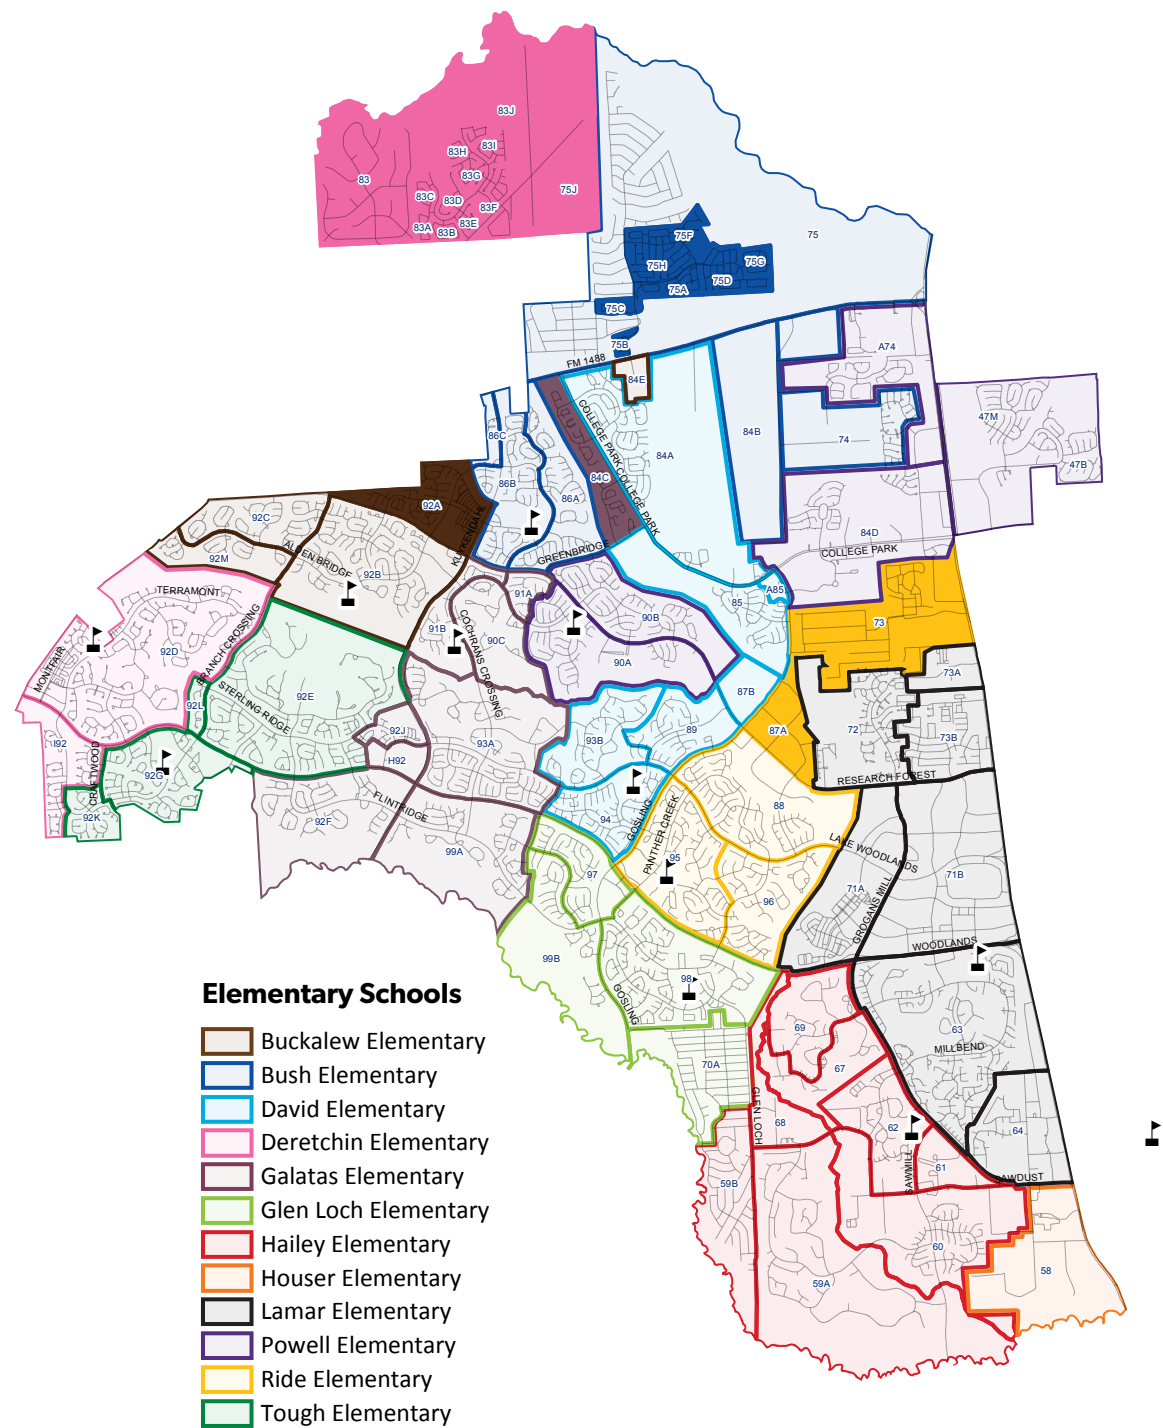 83J
83I
83H
83G
83
75J
83C
83D
83F
83E
83A
83B
75
75F
75G
75H
75D
75A
75C
75B
FM 1488
84E
A74
47M
47B
86C
COLLEGE PARK
COLLEGE PARK
84B
74
84A
84C
86B
86A
92A
KUYKENDAHL
92C
92M
ALDEN BRIDGE
92B
GREENBRIDGE
84D
COLLEGE PARK
TERRAMONT
91A
A85
85
BRANCH CROSSING
91B
90C
COCHRANS CROSSING
90B
90A
73
MONTFAIR
92D
73A
92E
92L
STERLING RIDGE
87B
89
87A
72
73B
92J
93A
93B
I92
CRAFTWOOD
H92
92G
RESEARCH FOREST
92K
92F
FLINTRIDGE
99A
94
GOSLING
PANTHER CREEK
88
LAKE WOODLANDS
95
97
71A
71B
GROGANS MILL
96
WOODLANDS
99B
98
GOSLING
69
63
MILLBEND
67
70A
GLEN LOCH
68
62
64
61
SAWMILL
SAWDUST
59B
60
58
59A
Elementary Schools
Buckalew Elementary
Bush Elementary
David Elementary
Deretchin Elementary
Galatas Elementary
Glen Loch Elementary
Hailey Elementary
Houser Elementary
Lamar Elementary
Powell Elementary
Ride Elementary
Tough Elementary